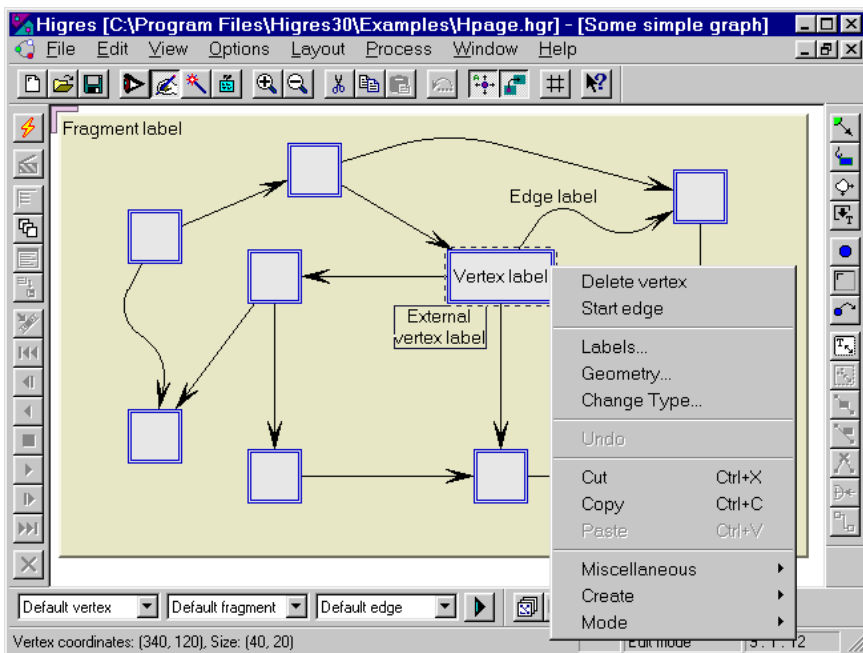 Higres [C:\Program Files\Higres30\Examples\Hpage.hgr] - [Some simple graph]
File Edit View Options Layout Process Window Help
Fragment label
Edge label
Vertex label
External
vertex label
Delete vertex
Start edge
Labels...
Geometry...
Change Type...
Undo
Cut Ctrl+X
Copy Ctrl+C
Paste Ctrl+V
Miscellaneous
Create
Mode
Default vertex Default fragment Default edge
Vertex coordinates: (340, 120), Size: (40, 20) Edit mode